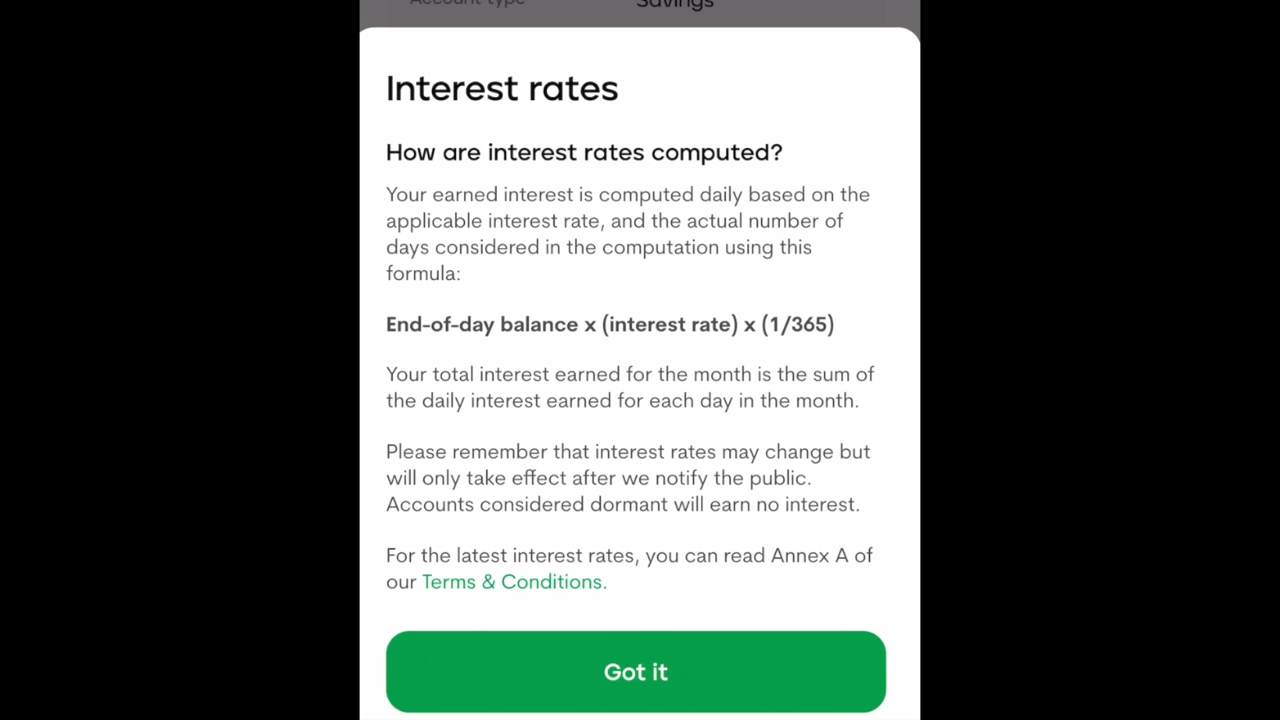 Account type Savings
Interest rates
How are interest rates computed?
Your earned interest is computed daily based on the
applicable interest rate, and the actual number of
days considered in the computation using this
formula:
End-of-day balance x (interest rate) x (1/365)
Your total interest earned for the month is the sum of
the daily interest earned for each day in the month.
Please remember that interest rates may change but
will only take effect after we notify the public.
Accounts considered dormant will earn no interest.
For the latest interest rates, you can read Annex A of
our Terms & Conditions.
Got it